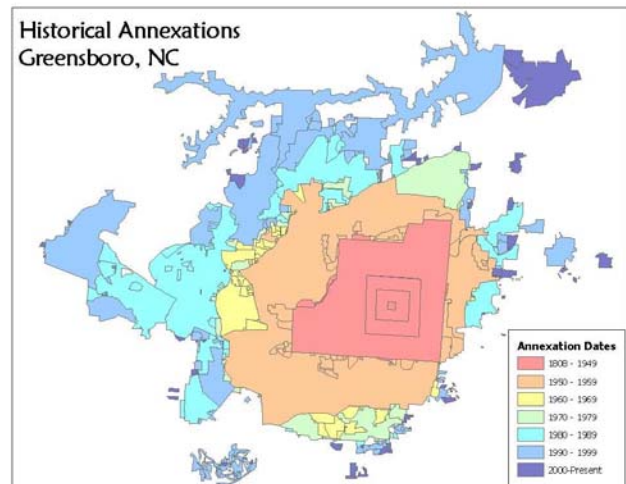 Historical Annexations
Greensboro, NC
Annexation Dates
1808 - 1949
1950 - 1959
1960 - 1969
1970 - 1979
1980 - 1989
1990 - 1999
2000-Present